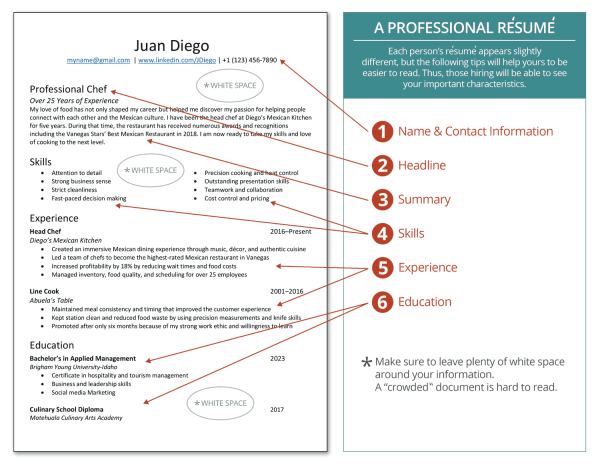 Juan Diego
myname@gmail.com | www.linkedin.com/JDiego | +1 (123) 456-7890
* WHITE SPACE
Professional Chef
Over 25 Years of Experience
My love of food has not only shaped my career but helped me discover my passion for helping people
connect with each other and the Mexican culture. I have been the head chef at Diego's Mexican Kitchen
for five years. During that time, the restaurant has received numerous awards and recognitions
including the Vanegas Stars' Best Mexican Restaurant in 2018. I am now ready to take my skills and love
of cooking to the next level.
Skills
* WHITE SPACE
• Attention to detail
• Strong business sense
• Strict cleanliness
• Fast-paced decision making
• Precision cooking and heat control
• Outstanding presentation skills
• Teamwork and collaboration
• Cost control and pricing
Experience
Head Chef 2016–Present
Diego's Mexican Kitchen
• Created an immersive Mexican dining experience through music, décor, and authentic cuisine
• Led a team of chefs to become the highest-rated Mexican restaurant in Vanegas
• Increased profitability by 18% by reducing wait times and food costs
• Managed inventory, food quality, and scheduling for over 25 employees
Line Cook 2001–2016
Abuela's Table
• Maintained meal consistency and timing that improved the customer experience
• Kept station clean and reduced food waste by using precision measurements and knife skills
• Promoted after only six months because of my strong work ethic and willingness to learn
Education
Bachelor's in Applied Management 2023
Brigham Young University-Idaho
• Certificate in hospitality and tourism management
• Business and leadership skills
• Social media Marketing
* WHITE SPACE
Culinary School Diploma 2017
Matehuala Culinary Arts Academy
A PROFESSIONAL RÉSUMÉ
Each person's résumé appears slightly
different, but the following tips will help yours to be
easier to read. Thus, those hiring will be able to see
your important characteristics.
1 Name & Contact Information
2 Headline
3 Summary
4 Skills
5 Experience
6 Education
* Make sure to leave plenty of white space
around your information.
A "crowded" document is hard to read.